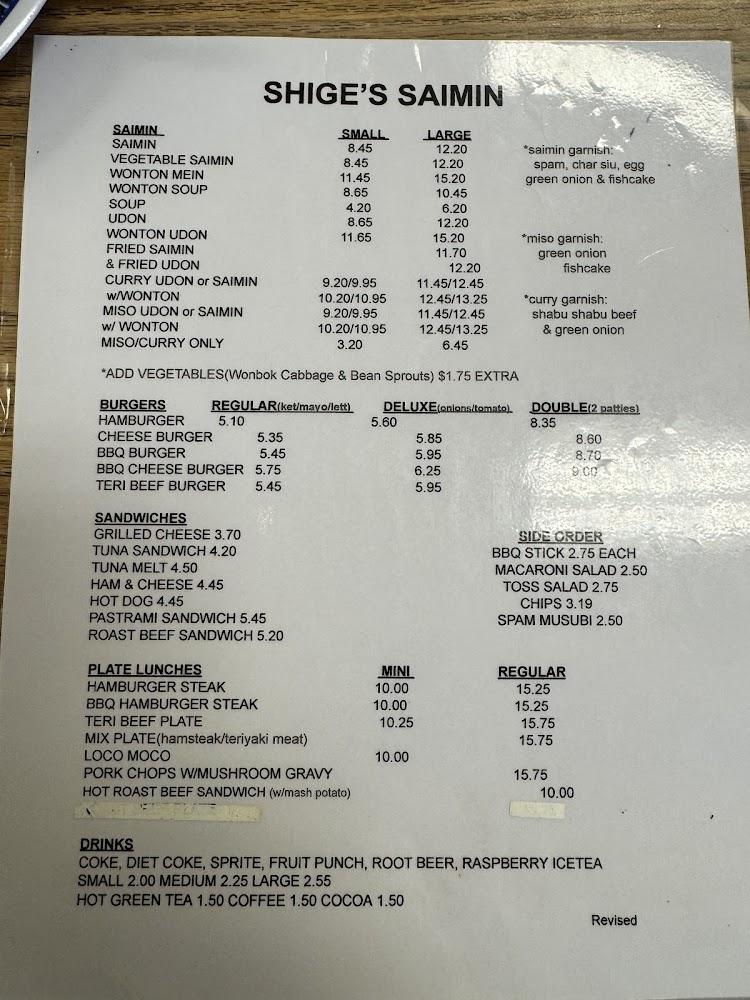 SHIGE'S SAIMIN
SAIMIN SMALL LARGE
SAIMIN 8.45 12.20 *saimin garnish:
VEGETABLE SAIMIN 8.45 12.20 spam, char siu, egg
WONTON MEIN 11.45 15.20 green onion & fishcake
WONTON SOUP 8.65 10.45
SOUP 4.20 6.20
UDON 8.65 12.20
WONTON UDON 11.65 15.20 *miso garnish:
FRIED SAIMIN 11.70 green onion
& FRIED UDON 12.20 fishcake
CURRY UDON or SAIMIN 9.20/9.95 11.45/12.45
w/WONTON 10.20/10.95 12.45/13.25 *curry garnish:
MISO UDON or SAIMIN 9.20/9.95 11.45/12.45 shabu shabu beef
w/ WONTON 10.20/10.95 12.45/13.25 & green onion
MISO/CURRY ONLY 3.20 6.45
*ADD VEGETABLES(Wonbok Cabbage & Bean Sprouts) $1.75 EXTRA
BURGERS REGULAR(ket/mayo/lett) DELUXE(onions/tomato) DOUBLE(2 patties)
HAMBURGER 5.10 5.60 8.35
CHEESE BURGER 5.35 5.85 8.60
BBQ BURGER 5.45 5.95 8.70
BBQ CHEESE BURGER 5.75 6.25 9.00
TERI BEEF BURGER 5.45 5.95
SANDWICHES
GRILLED CHEESE 3.70
TUNA SANDWICH 4.20
TUNA MELT 4.50
HAM & CHEESE 4.45
HOT DOG 4.45
PASTRAMI SANDWICH 5.45
ROAST BEEF SANDWICH 5.20
SIDE ORDER
BBQ STICK 2.75 EACH
MACARONI SALAD 2.50
TOSS SALAD 2.75
CHIPS 3.19
SPAM MUSUBI 2.50
PLATE LUNCHES MINI REGULAR
HAMBURGER STEAK 10.00 15.25
BBQ HAMBURGER STEAK 10.00 15.25
TERI BEEF PLATE 10.25 15.75
MIX PLATE(hamsteak/teriyaki meat) 15.75
LOCO MOCO 10.00
PORK CHOPS W/MUSHROOM GRAVY 15.75
HOT ROAST BEEF SANDWICH (w/mash potato) 10.00
DRINKS
COKE, DIET COKE, SPRITE, FRUIT PUNCH, ROOT BEER, RASPBERRY ICETEA
SMALL 2.00 MEDIUM 2.25 LARGE 2.55
HOT GREEN TEA 1.50 COFFEE 1.50 COCOA 1.50
Revised